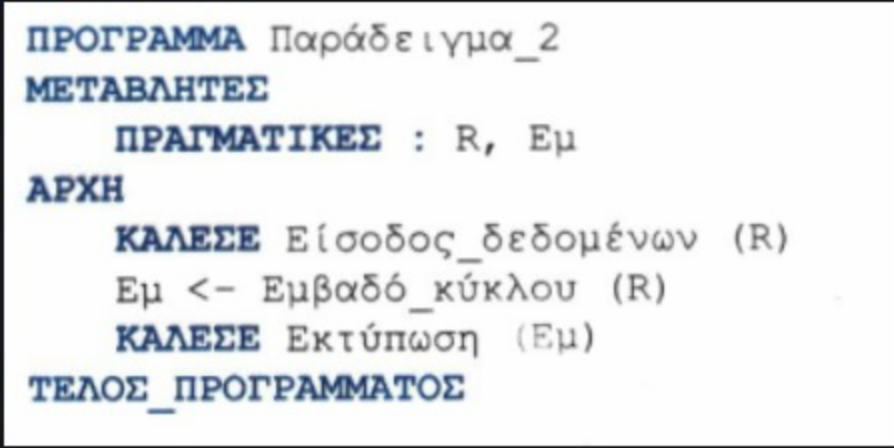 ΠΡΟΓΡΑΜΜΑ Παράδειγμα_2
ΜΕΤΑΒΛΗΤΕΣ
ΠΡΑΓΜΑΤΙΚΕΣ : R, Εμ
ΑΡΧΗ
ΚΑΛΕΣΕ Είσοδος_δεδομένων (R)
Εμ <- Εμβαδό_κύκλου (R)
ΚΑΛΕΣΕ Εκτύπωση (Εμ)
ΤΕΛΟΣ_ΠΡΟΓΡΑΜΜΑΤΟΣ